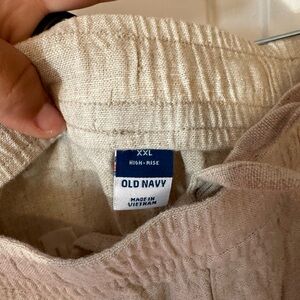 XXL
HIGH-RISE
OLD NAVY
MADE IN
VIETNAM